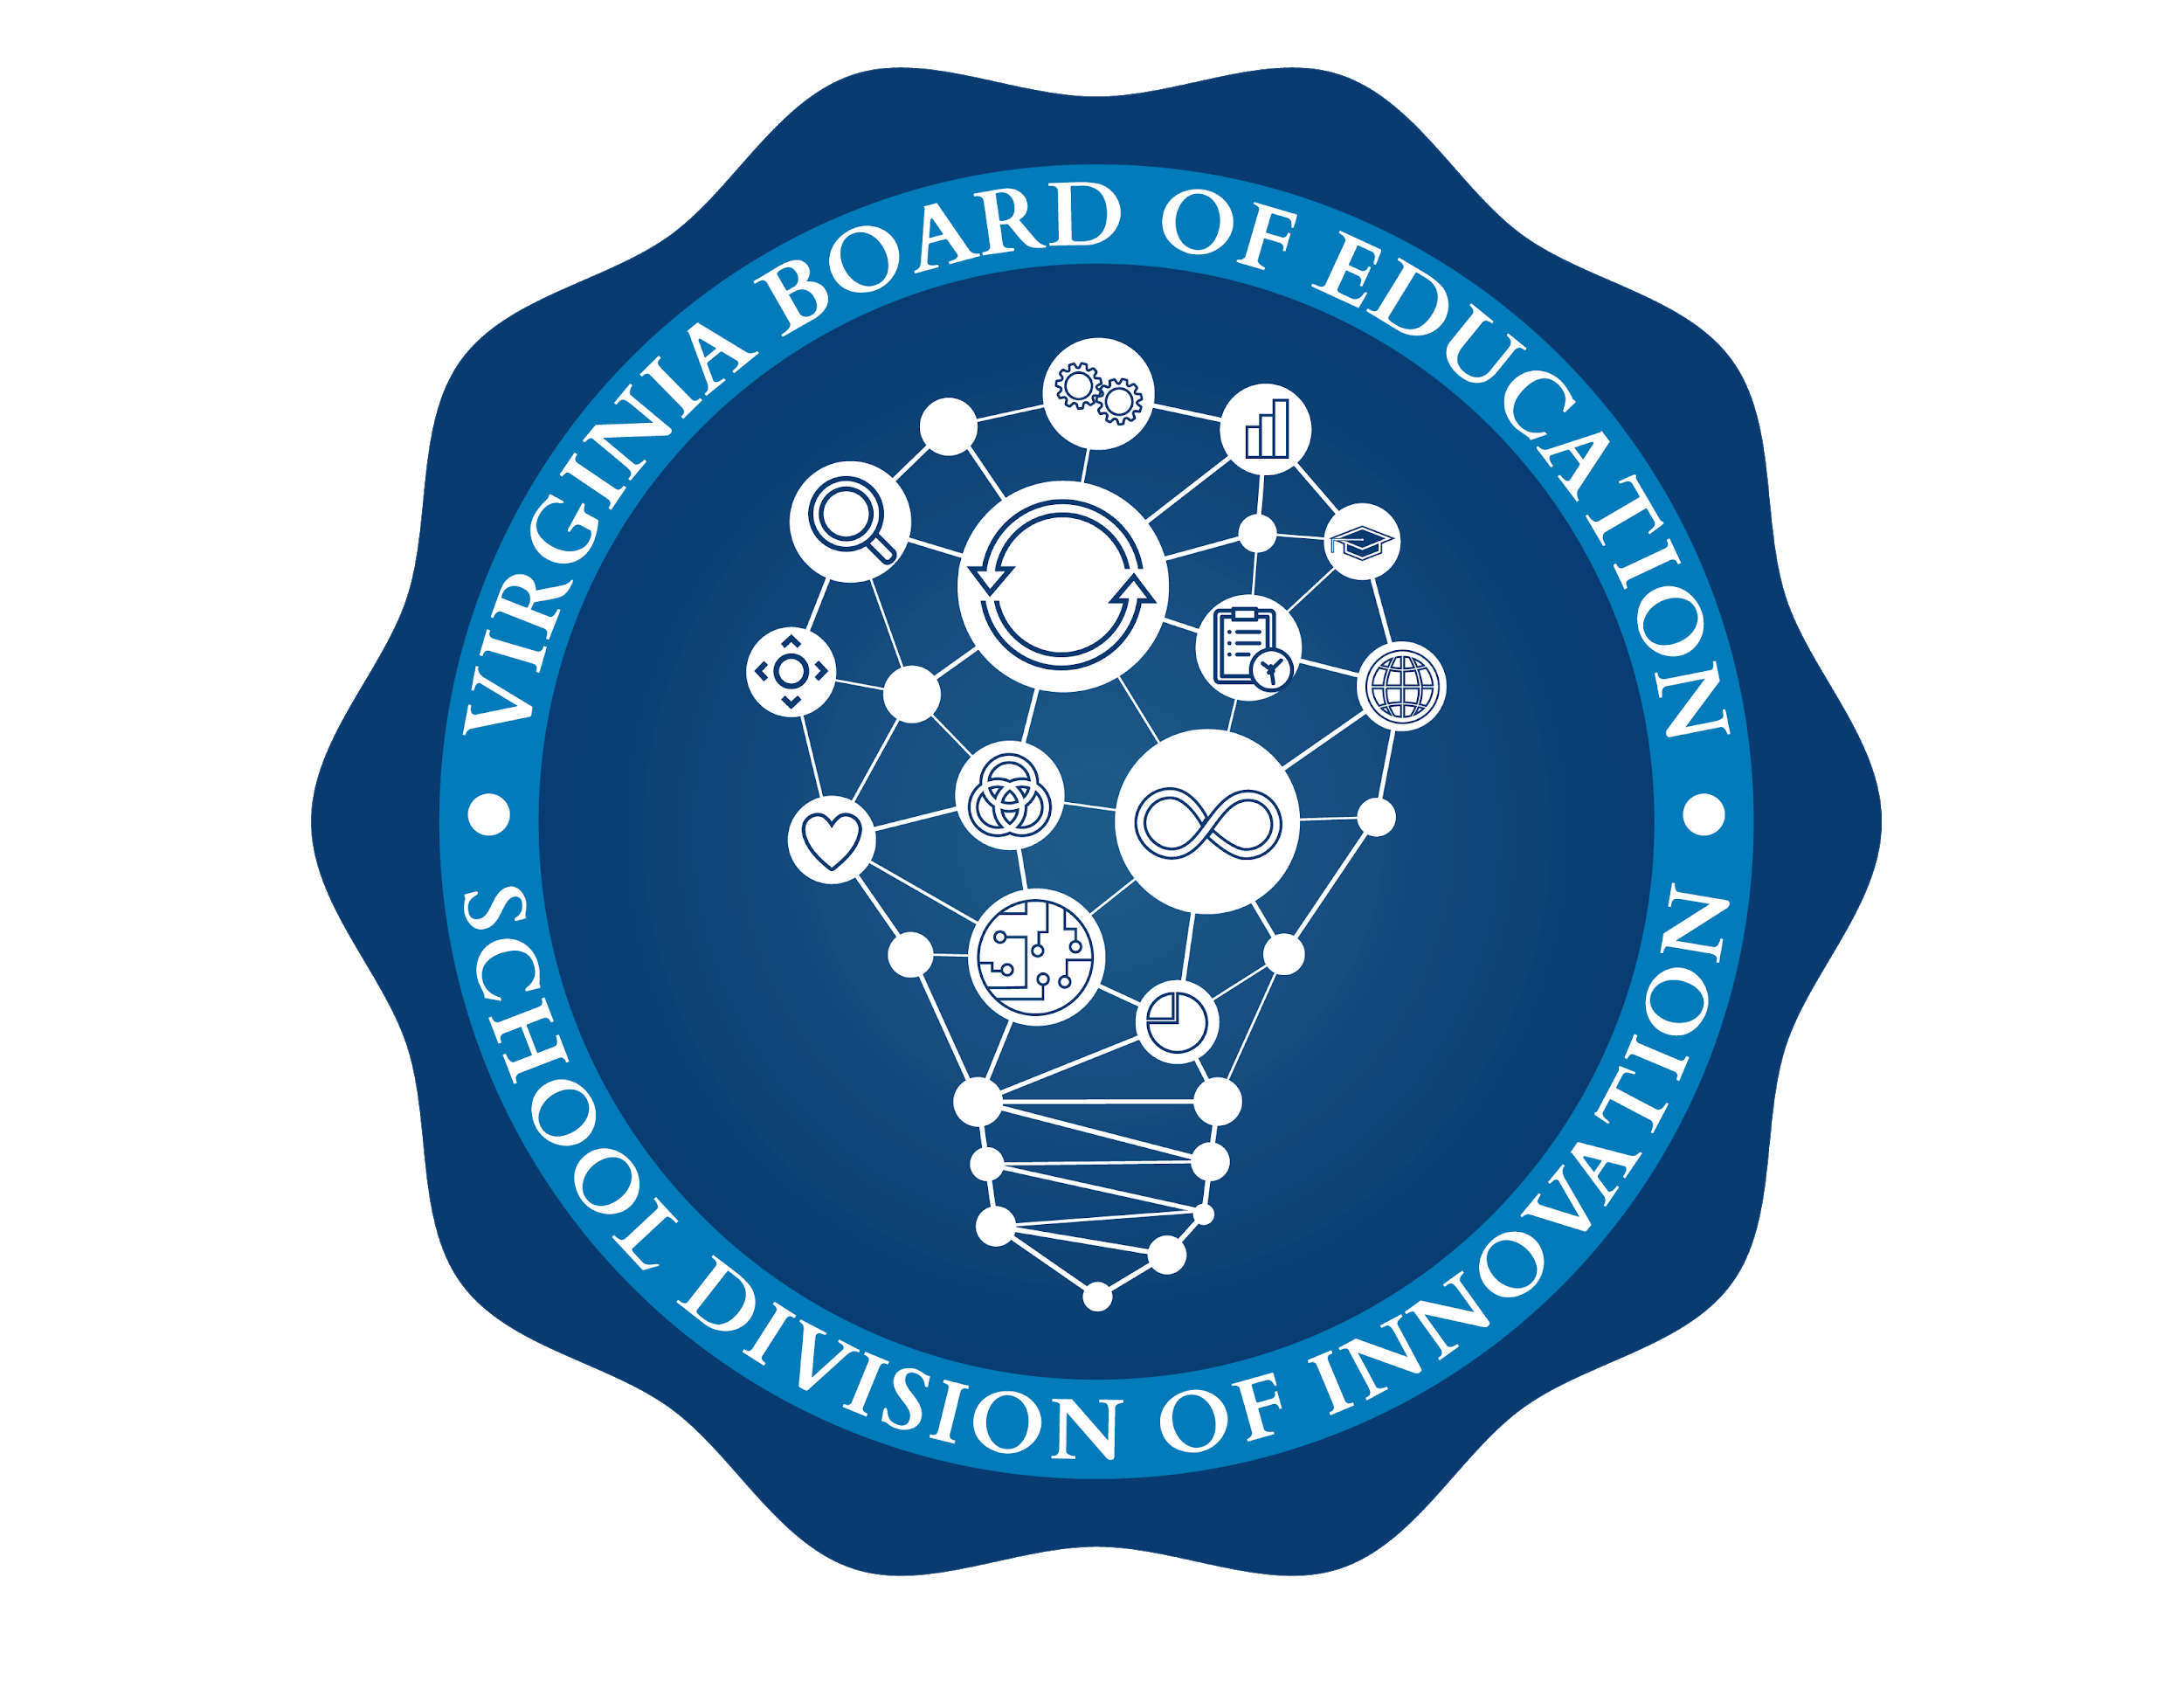 VIRGINIA BOARD OF EDUCATION
SCHOOL DIVISION OF INNOVATION